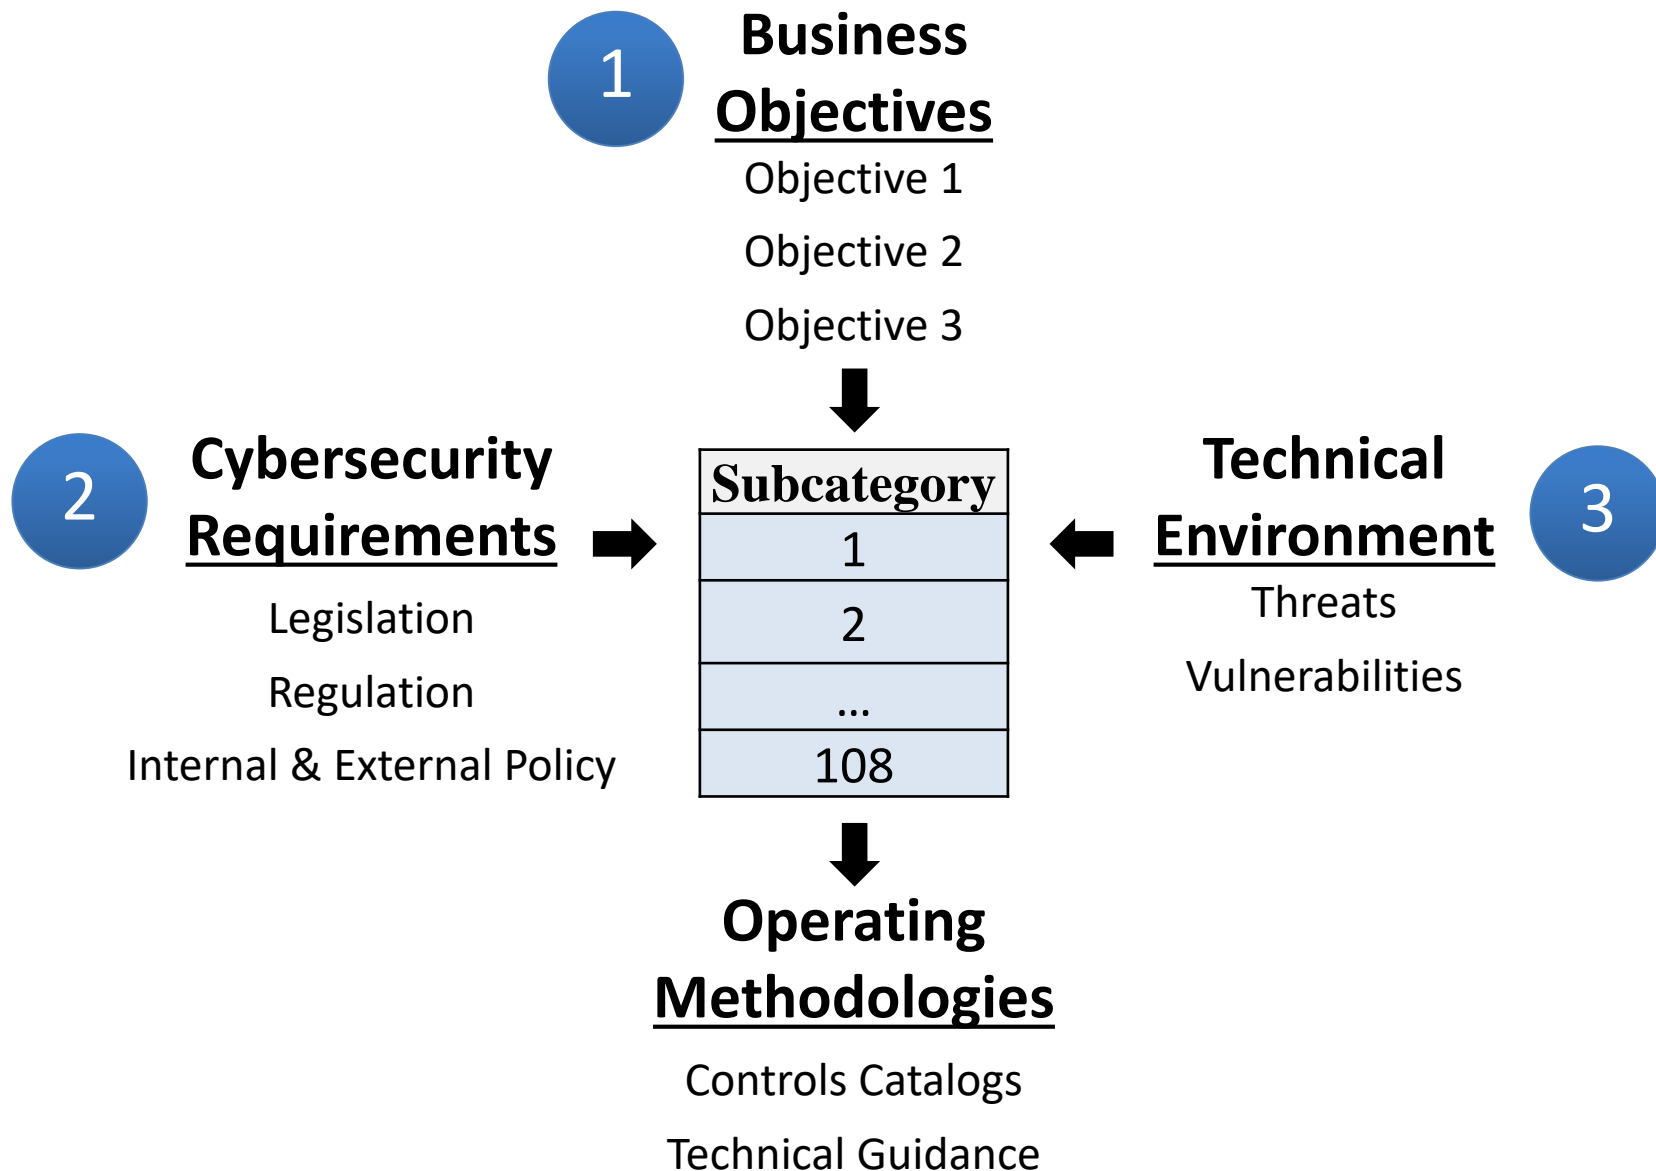 1
Business
Objectives
Objective 1
Objective 2
Objective 3
2
Cybersecurity
Requirements
Legislation
Regulation
Internal & External Policy
Subcategory
1
2
...
108
Technical
Environment
3
Threats
Vulnerabilities
Operating
Methodologies
Controls Catalogs
Technical Guidance